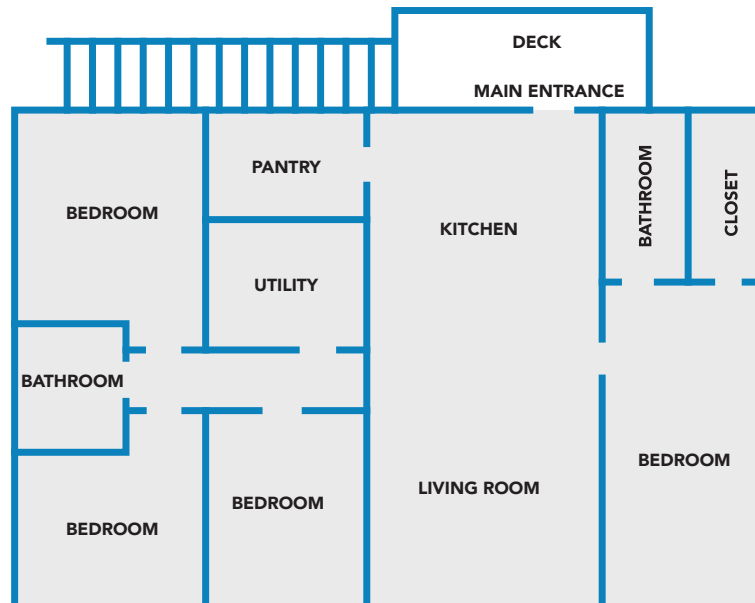 DECK
MAIN ENTRANCE
PANTRY
BEDROOM
KITCHEN
BATHROOM
CLOSET
UTILITY
BATHROOM
BEDROOM
LIVING ROOM
BEDROOM
BEDROOM